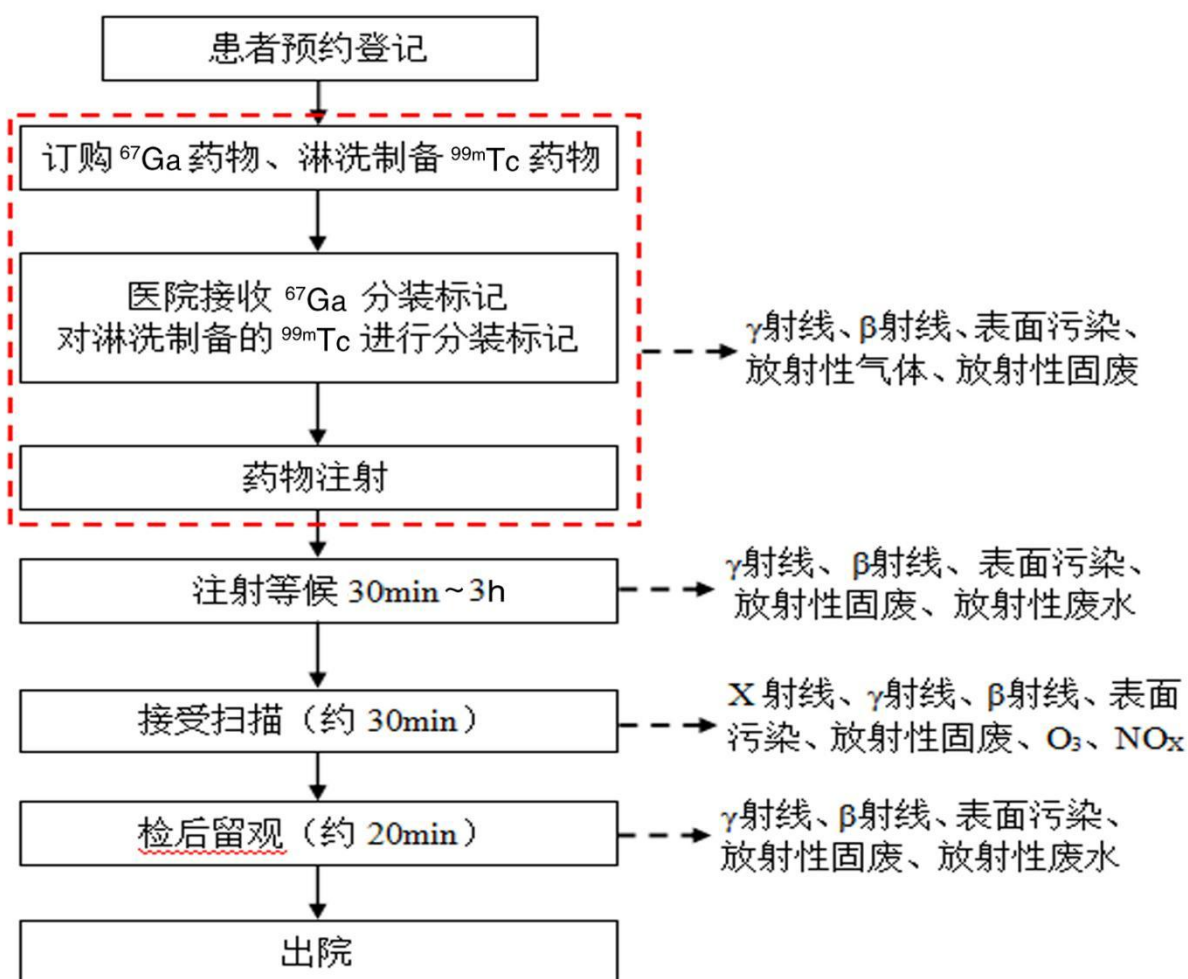 患者预约登记
订购 ⁶⁷Ga 药物、淋洗制备 ⁹⁹ᵐTc 药物
医院接收 ⁶⁷Ga 分装标记
对淋洗制备的 ⁹⁹ᵐTc 进行分装标记
γ射线、β射线、表面污染、
放射性气体、放射性固废
药物注射
注射等候 30min~3h
γ射线、β射线、表面污染、
放射性固废、放射性废水
接受扫描（约 30min）
X 射线、γ射线、β射线、表面
污染、放射性固废、O₃、NOx
检后留观（约 20min）
γ射线、β射线、表面污染、
放射性固废、放射性废水
出院